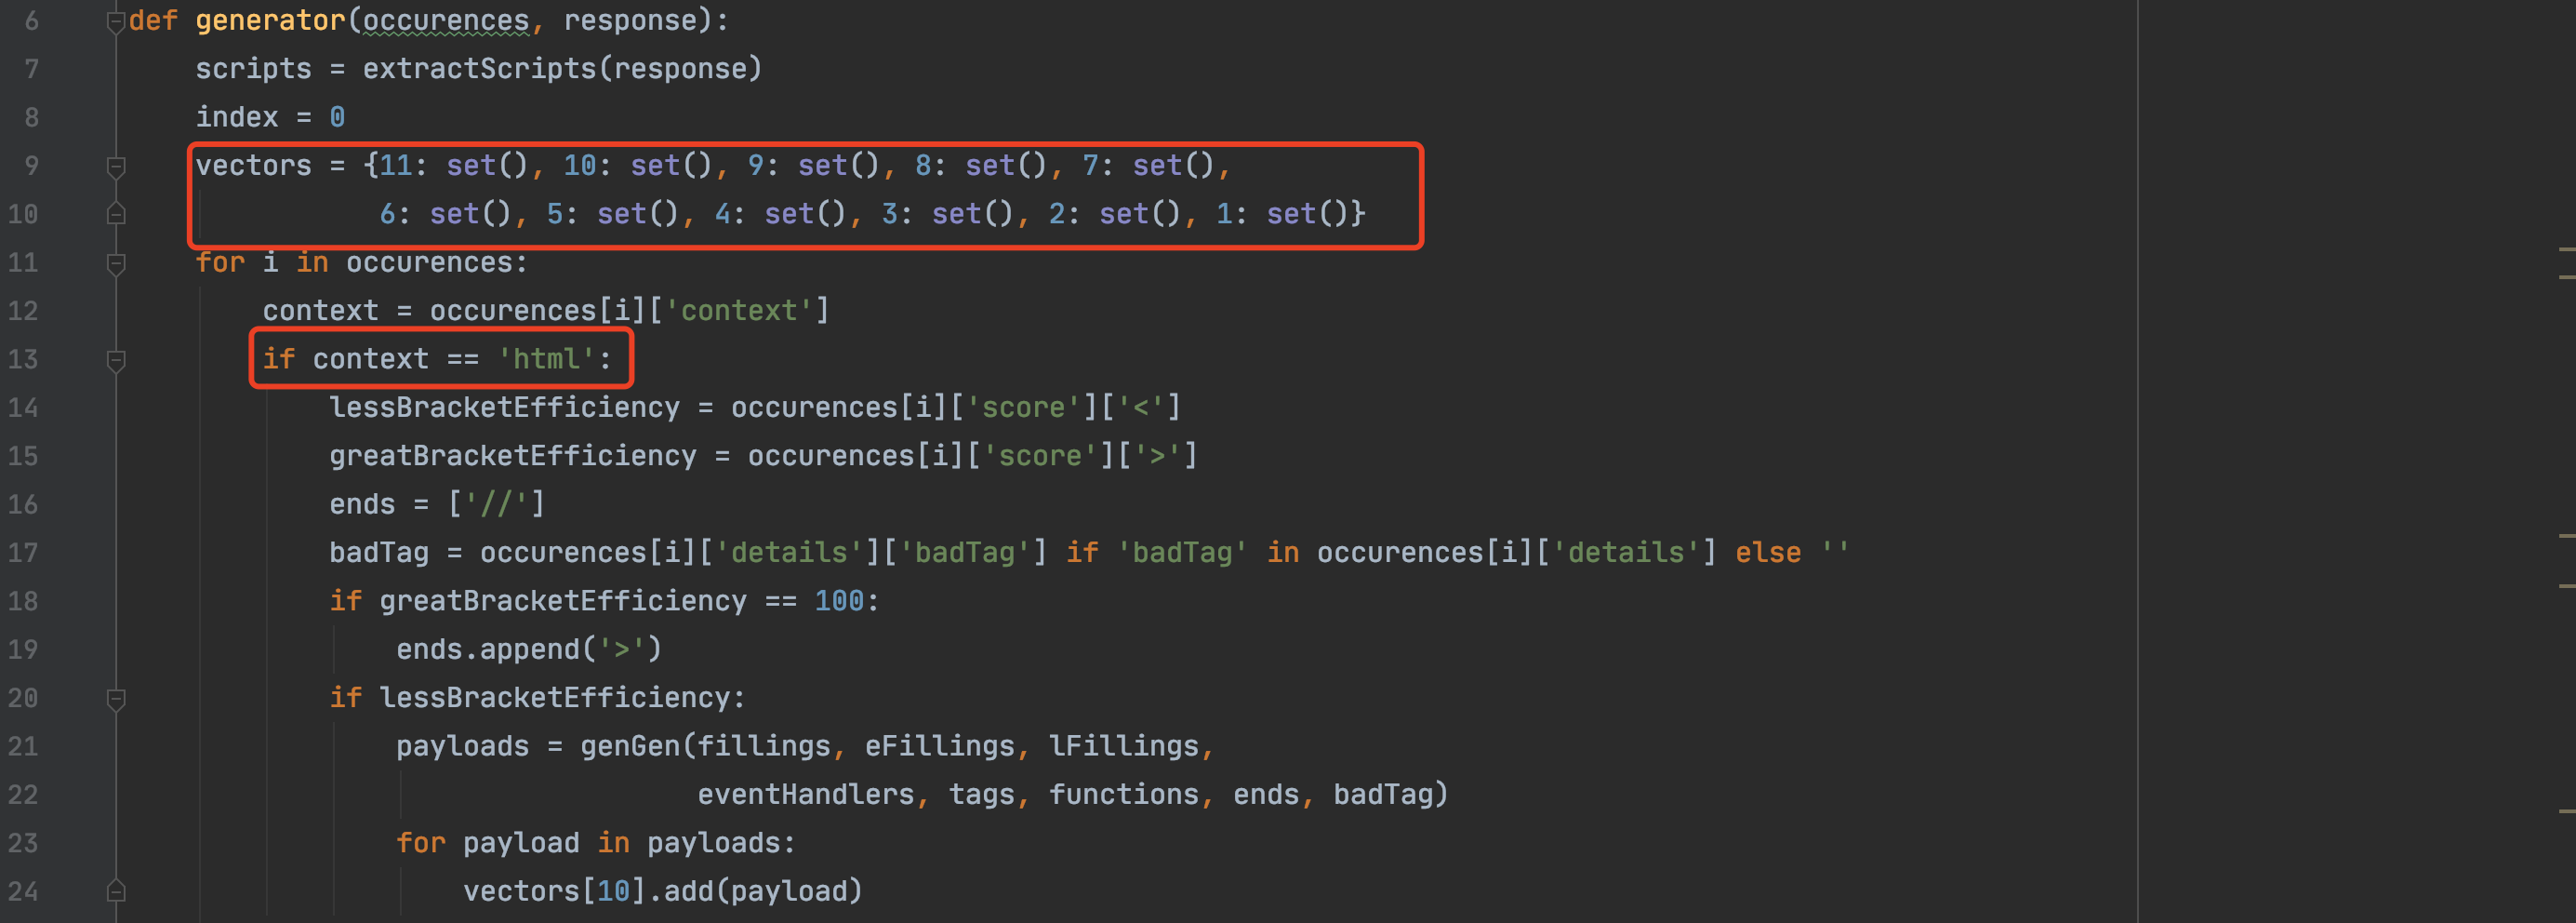 6 def generator(occurences, response):
7 scripts = extractScripts(response)
8 index = 0
9 vectors = {11: set(), 10: set(), 9: set(), 8: set(), 7: set(),
10 6: set(), 5: set(), 4: set(), 3: set(), 2: set(), 1: set()}
11 for i in occurences:
12 context = occurences[i]['context']
13 if context == 'html':
14 lessBracketEfficiency = occurences[i]['score']['<']
15 greatBracketEfficiency = occurences[i]['score']['>']
16 ends = ['//']
17 badTag = occurences[i]['details']['badTag'] if 'badTag' in occurences[i]['details'] else ''
18 if greatBracketEfficiency == 100:
19 ends.append('>')
20 if lessBracketEfficiency:
21 payloads = genGen(fillings, eFillings, lFillings,
22 eventHandlers, tags, functions, ends, badTag)
23 for payload in payloads:
24 vectors[10].add(payload)